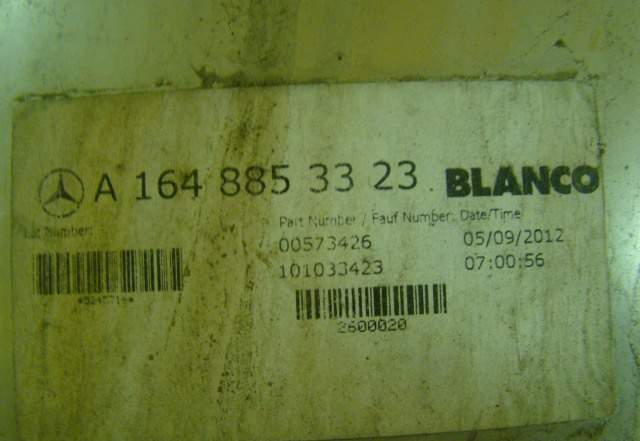 A 164 885 33 23 BLANCO
Number:
Part Number / Fauf Number: Date/Time
00573426 05/09/2012
101033423 07:00:56
2600020